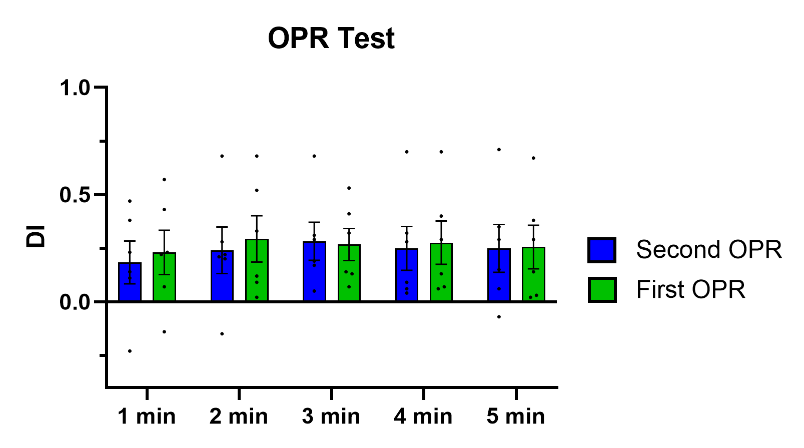 OPR Test
1.0
0.5
0.0
DI
1 min 2 min 3 min 4 min 5 min
Second OPR
First OPR